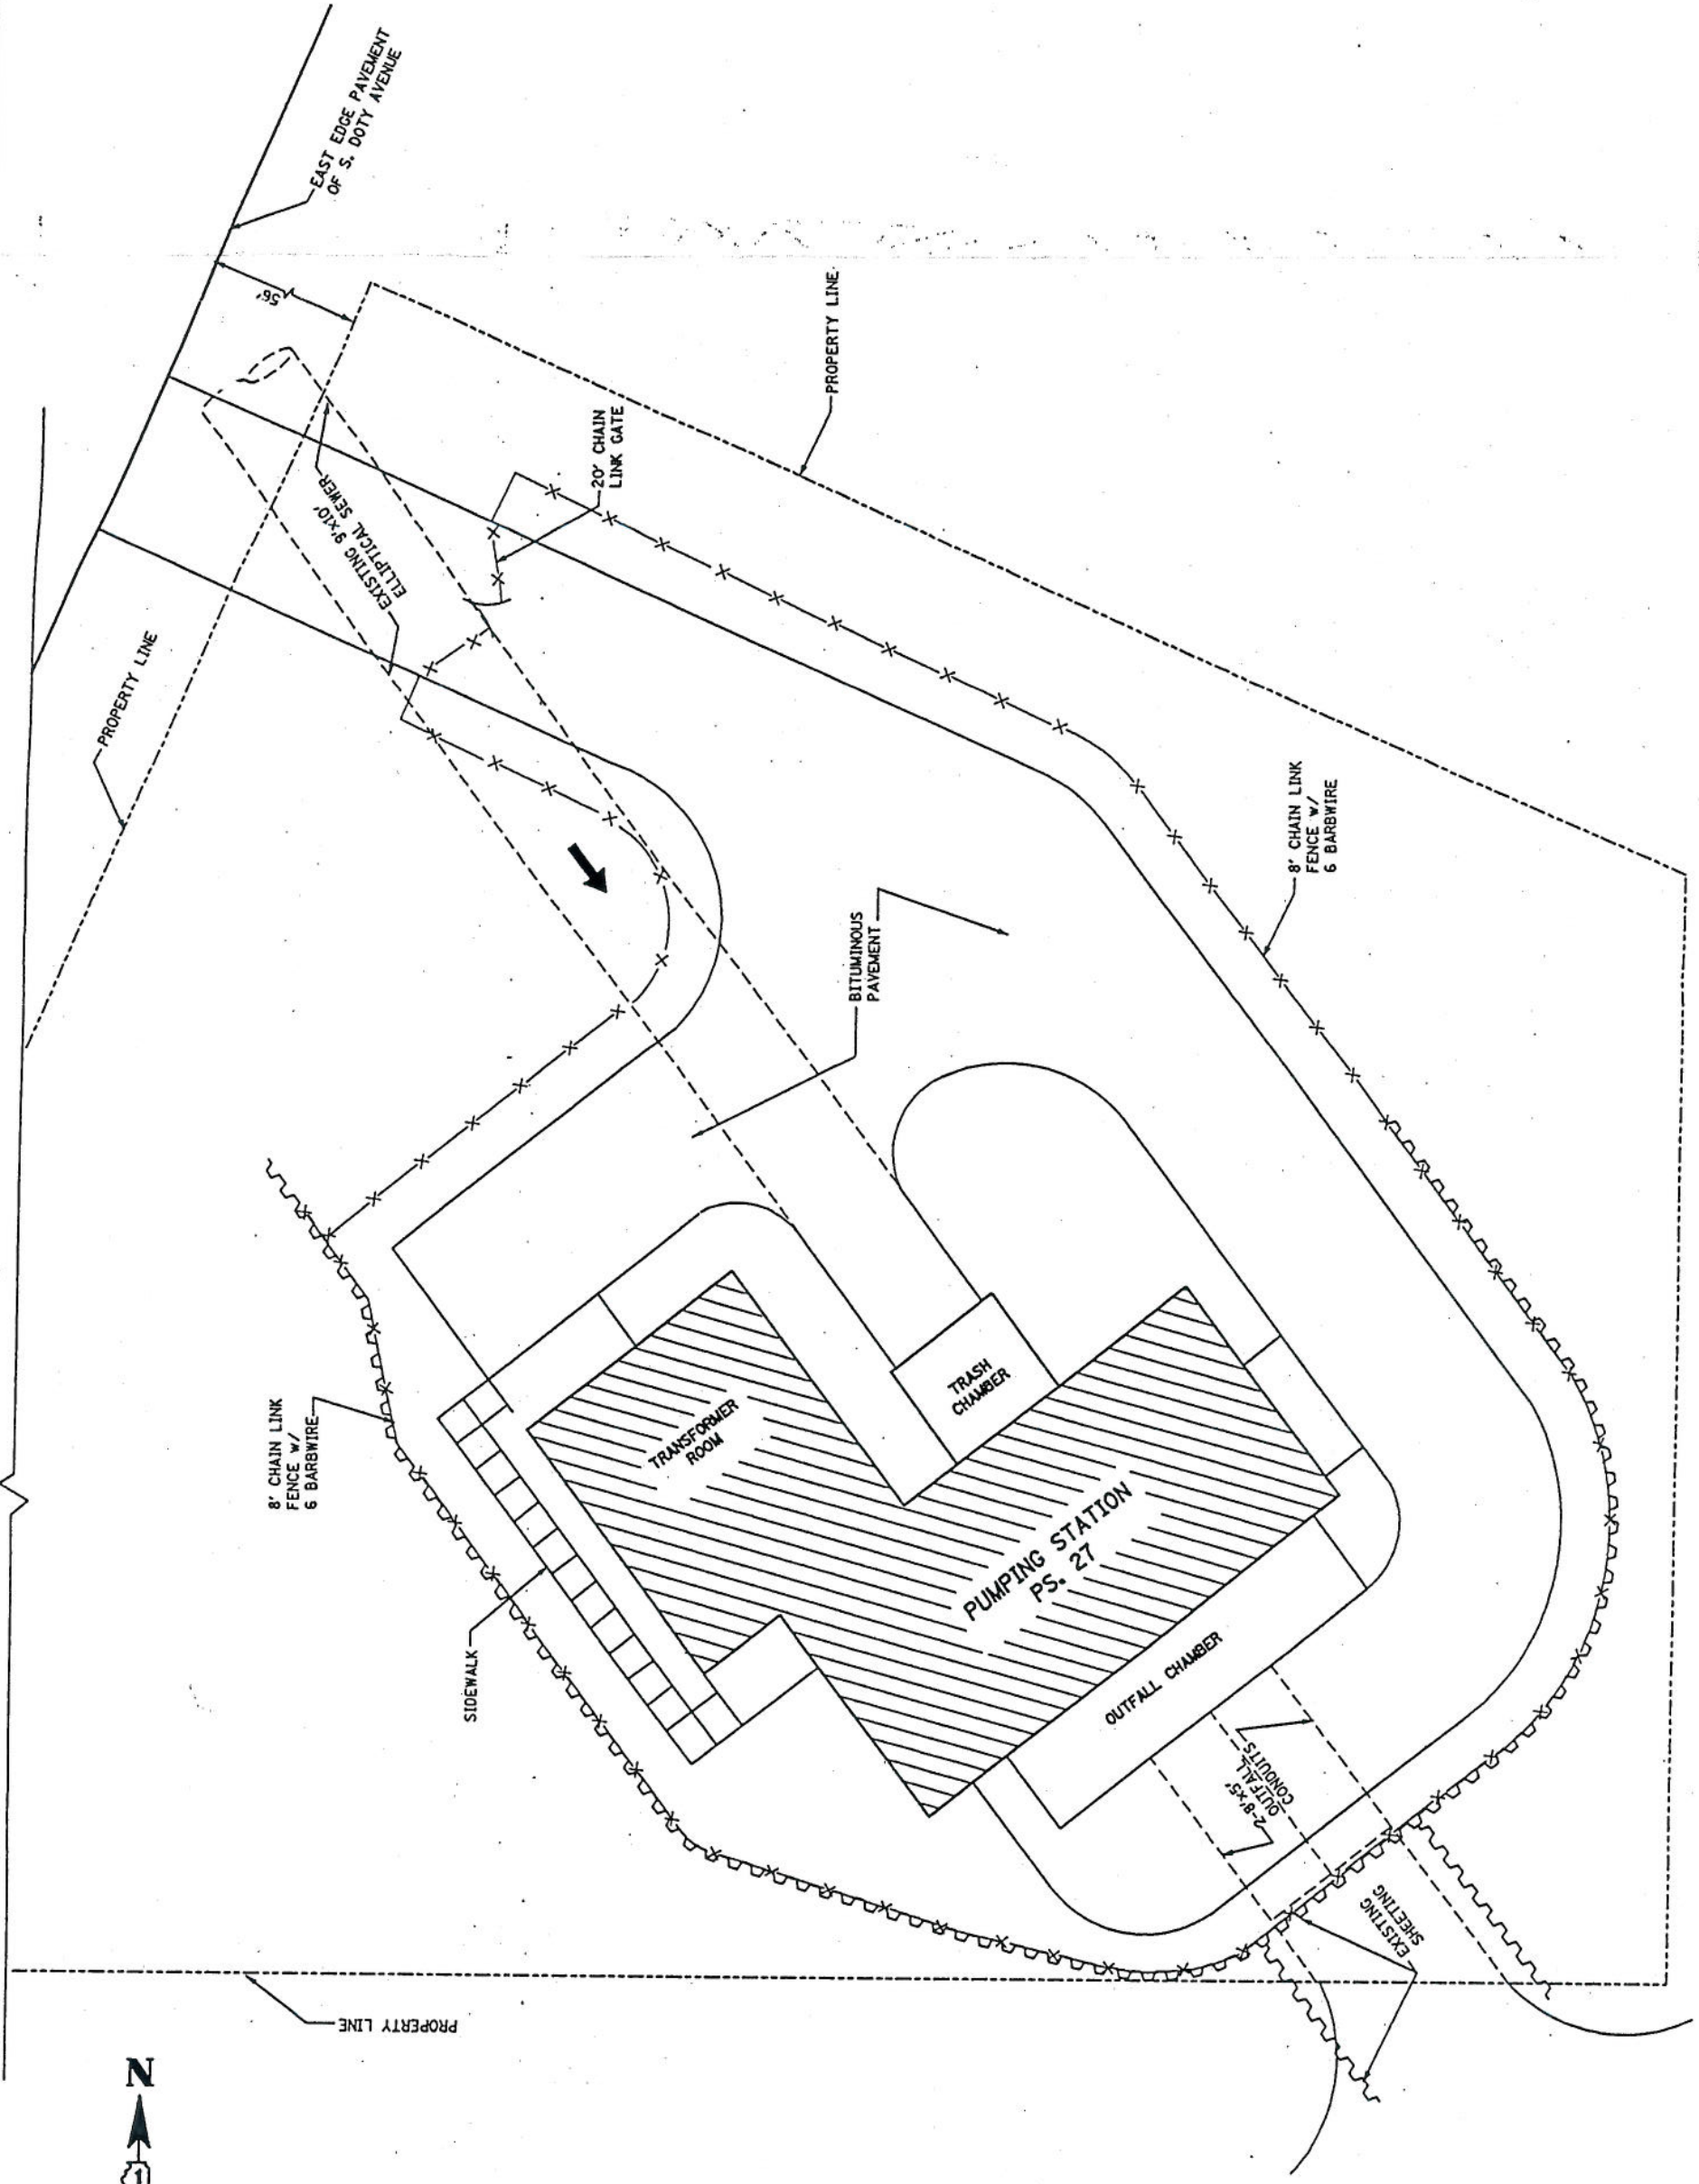 EAST EDGE PAVEMENT
OF S. DOTY AVENUE
56'
PROPERTY LINE
EXISTING 9'x10'
ELLIPTICAL SEWER
20' CHAIN
LINK GATE
PROPERTY LINE
8' CHAIN LINK
FENCE w/
6 BARBWIRE
BITUMINOUS
PAVEMENT
8' CHAIN LINK
FENCE w/
6 BARBWIRE
TRASH
CHAMBER
TRANSFORMER
ROOM
PUMPING STATION
PS. 27
SIDEWALK
OUTFALL CHAMBER
2-8'x5'
OUTFALL
CONDUITS
EXISTING
SHEETING
PROPERTY LINE
N
1